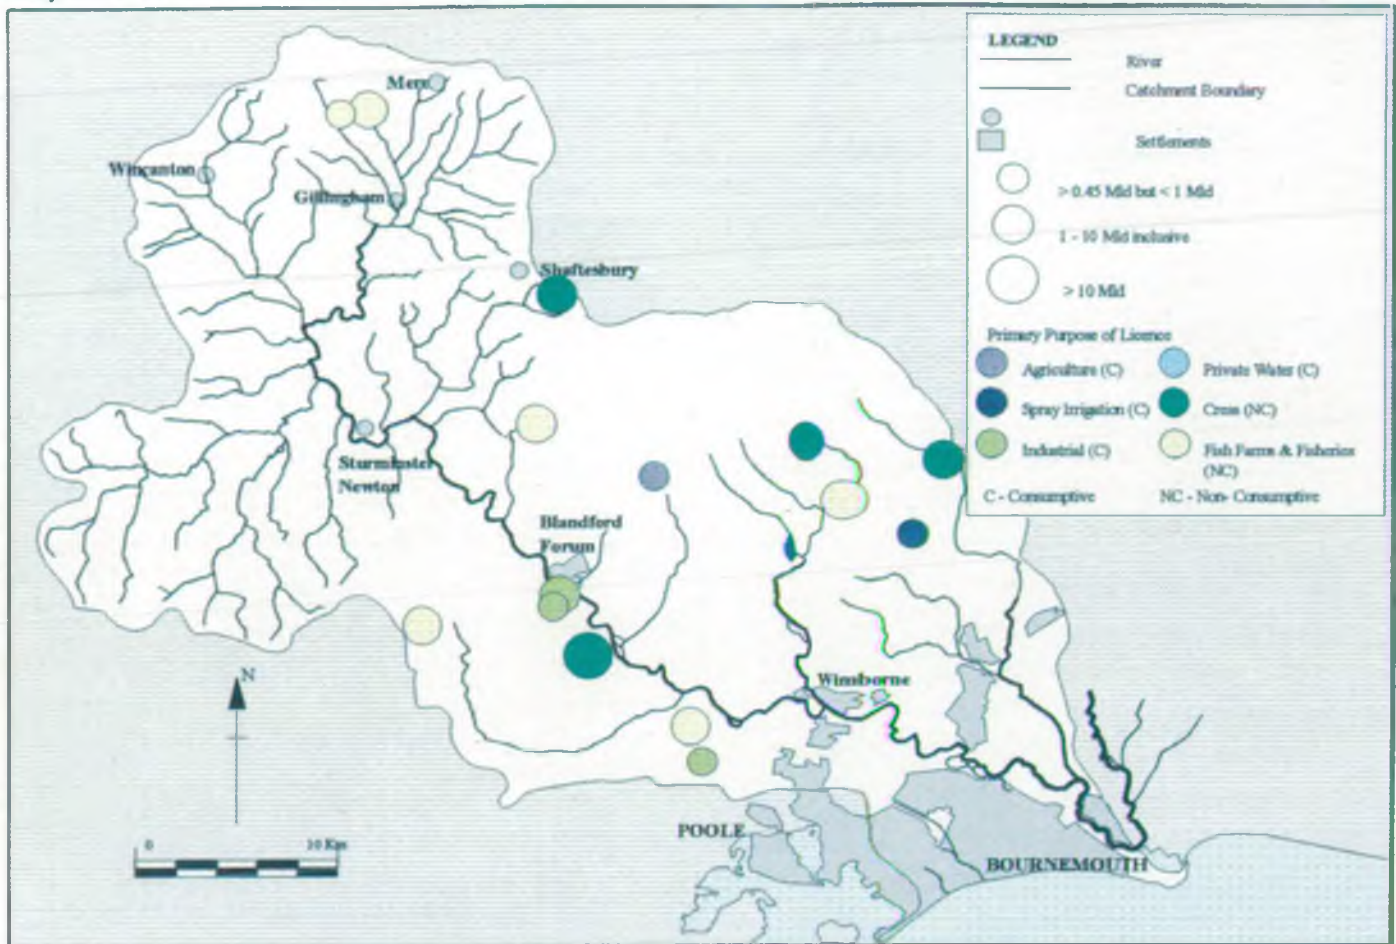 LEGEND
River
Catchment Boundary
Settlements
> 0.45 Mld but < 1 Mld
1 - 10 Mld inclusive
> 10 Mld
Primary Purpose of Licence
Agriculture (C)
Private Water (C)
Spray Irrigation (C)
Cress (NC)
Industrial (C)
Fish Farms & Fisheries
(NC)
C - Consumptive
NC - Non- Consumptive
Mere
Wincanton
Gillingham
Shaftesbury
Sturminster
Newton
Blandford
Forum
Wimborne
N
0
10 Kms
POOLE
BOURNEMOUTH